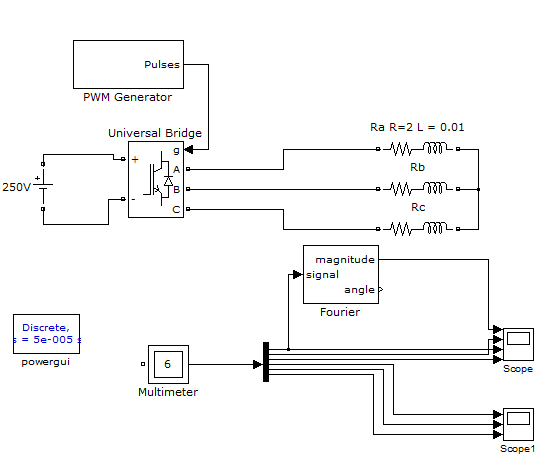 Pulses
PWM Generator
Ra R=2 L = 0.01
Universal Bridge
g
+
A
Rb
+
250V
B
-
C
Rc
magnitude
signal
angle
Fourier
Discrete,
s = 5e-005 s
powergui
6
Multimeter
Scope
Scope1